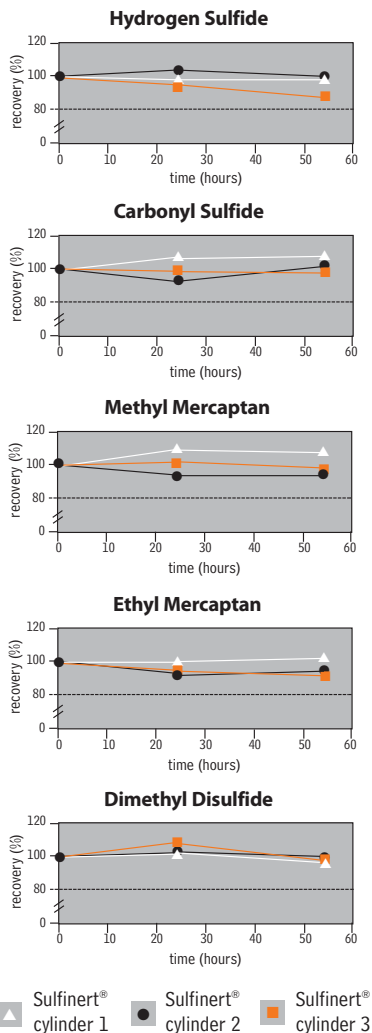 Hydrogen Sulfide
120
100
80
0
recovery (%)
0 10 20 30 40 50 60
time (hours)
Carbonyl Sulfide
120
100
80
0
recovery (%)
0 10 20 30 40 50 60
time (hours)
Methyl Mercaptan
120
100
80
0
recovery (%)
0 10 20 30 40 50 60
time (hours)
Ethyl Mercaptan
120
100
80
0
recovery (%)
0 10 20 30 40 50 60
time (hours)
Dimethyl Disulfide
120
100
80
0
recovery (%)
0 10 20 30 40 50 60
time (hours)
Sulfinert® Sulfinert® Sulfinert®
cylinder 1 cylinder 2 cylinder 3